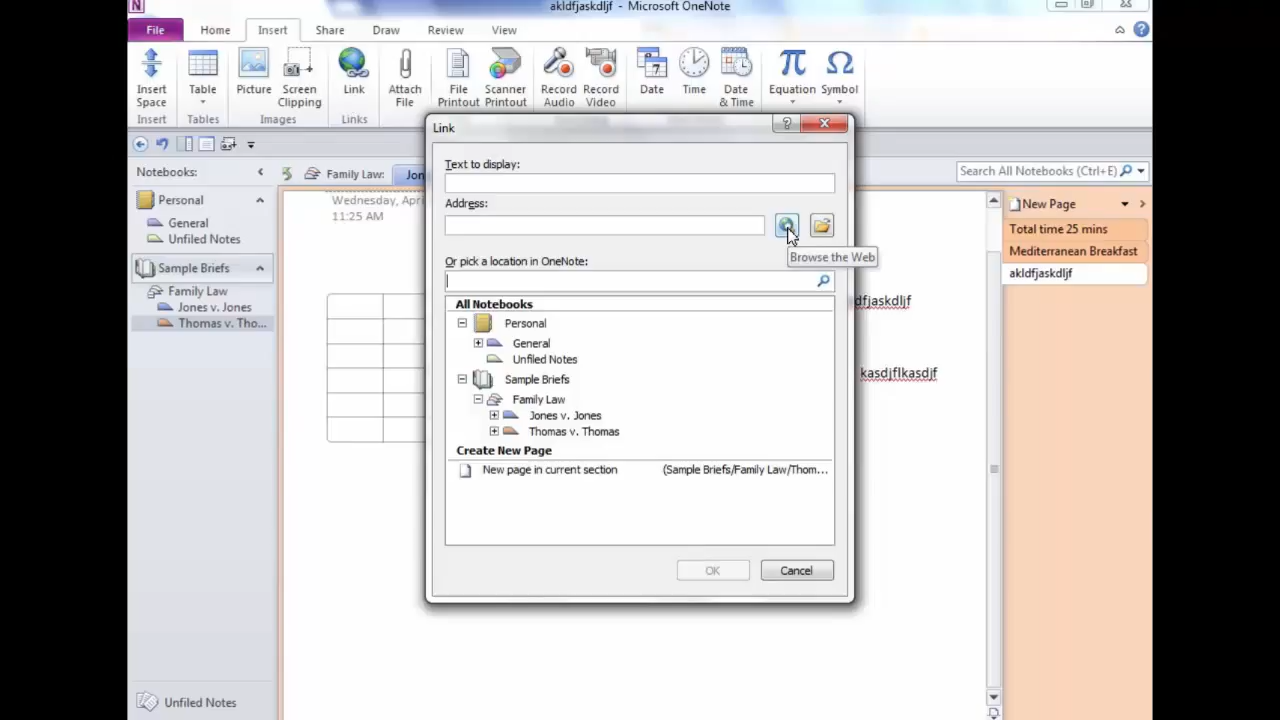 akldfjaskdljf - Microsoft OneNote
File Home Insert Share Draw Review View
Insert Space
Table
Picture
Screen Clipping
Link
Attach File
File Printout
Scanner Printout
Record Audio
Record Video
Date
Time
Date & Time
Equation
Symbol
Insert Tables Images Links
Notebooks:
Family Law:
Jon
Search All Notebooks (Ctrl+E)
Personal
General
Unfiled Notes
Sample Briefs
Family Law
Jones v. Jones
Thomas v. Tho...
Unfiled Notes
Wednesday, Apri
11:25 AM
dfjaskdljf
kasdjflkasdjf
Link
Text to display:
Address:
Browse the Web
Or pick a location in OneNote:
All Notebooks
Personal
General
Unfiled Notes
Sample Briefs
Family Law
Jones v. Jones
Thomas v. Thomas
Create New Page
New page in current section (Sample Briefs/Family Law/Thom...
OK Cancel
New Page
Total time 25 mins
Mediterranean Breakfast
akldfjaskdljf